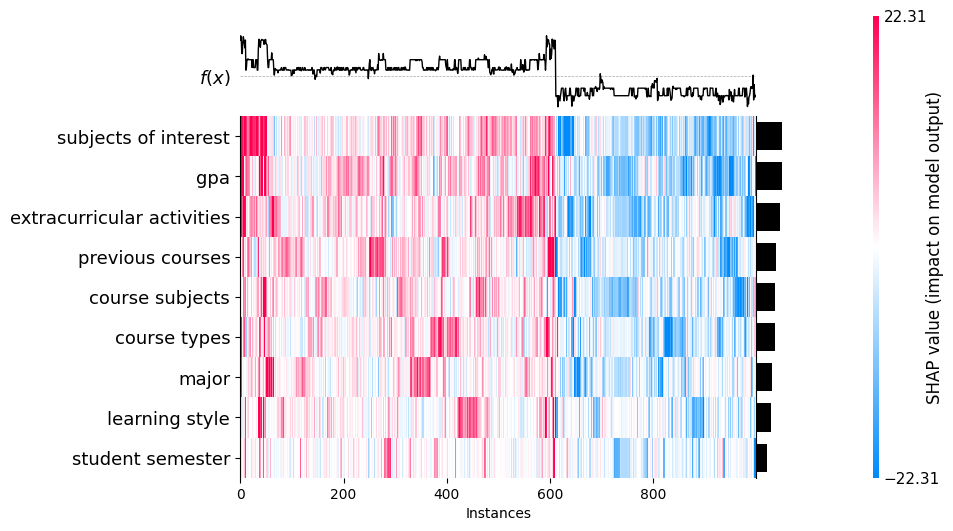 22.31
f(x)
subjects of interest
gpa
extracurricular activities
previous courses
course subjects
course types
major
learning style
student semester
0 200 400 600 800
Instances
SHAP value (impact on model output)
−22.31